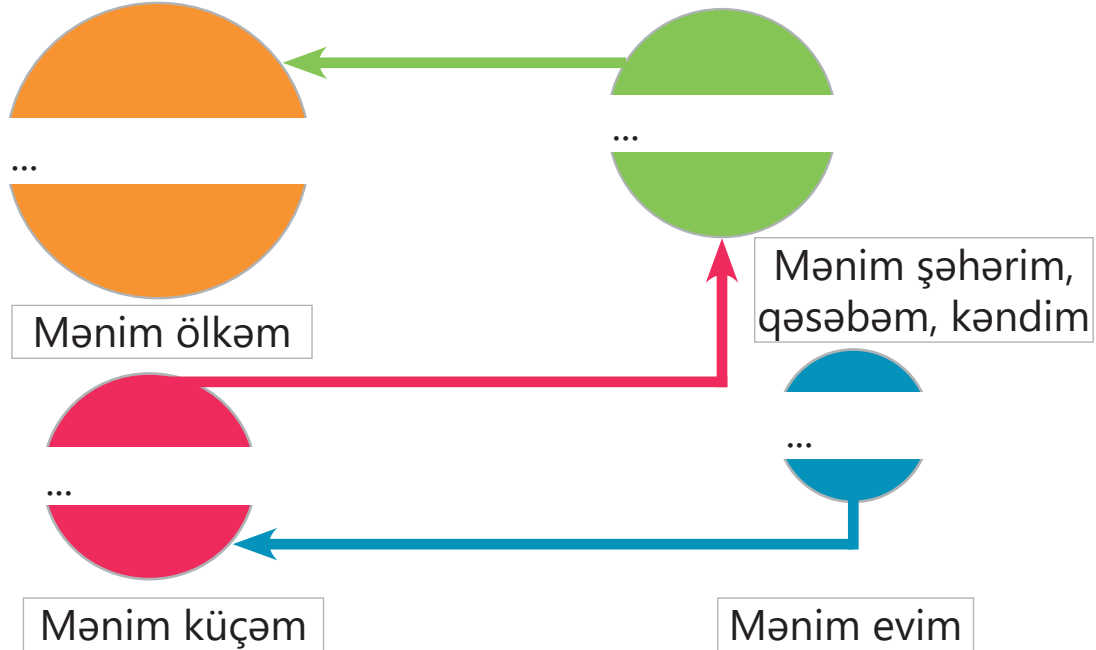 ...
...
Mənim şəhərim,
qəsəbəm, kəndim
Mənim ölkəm
...
...
Mənim küçəm
Mənim evim